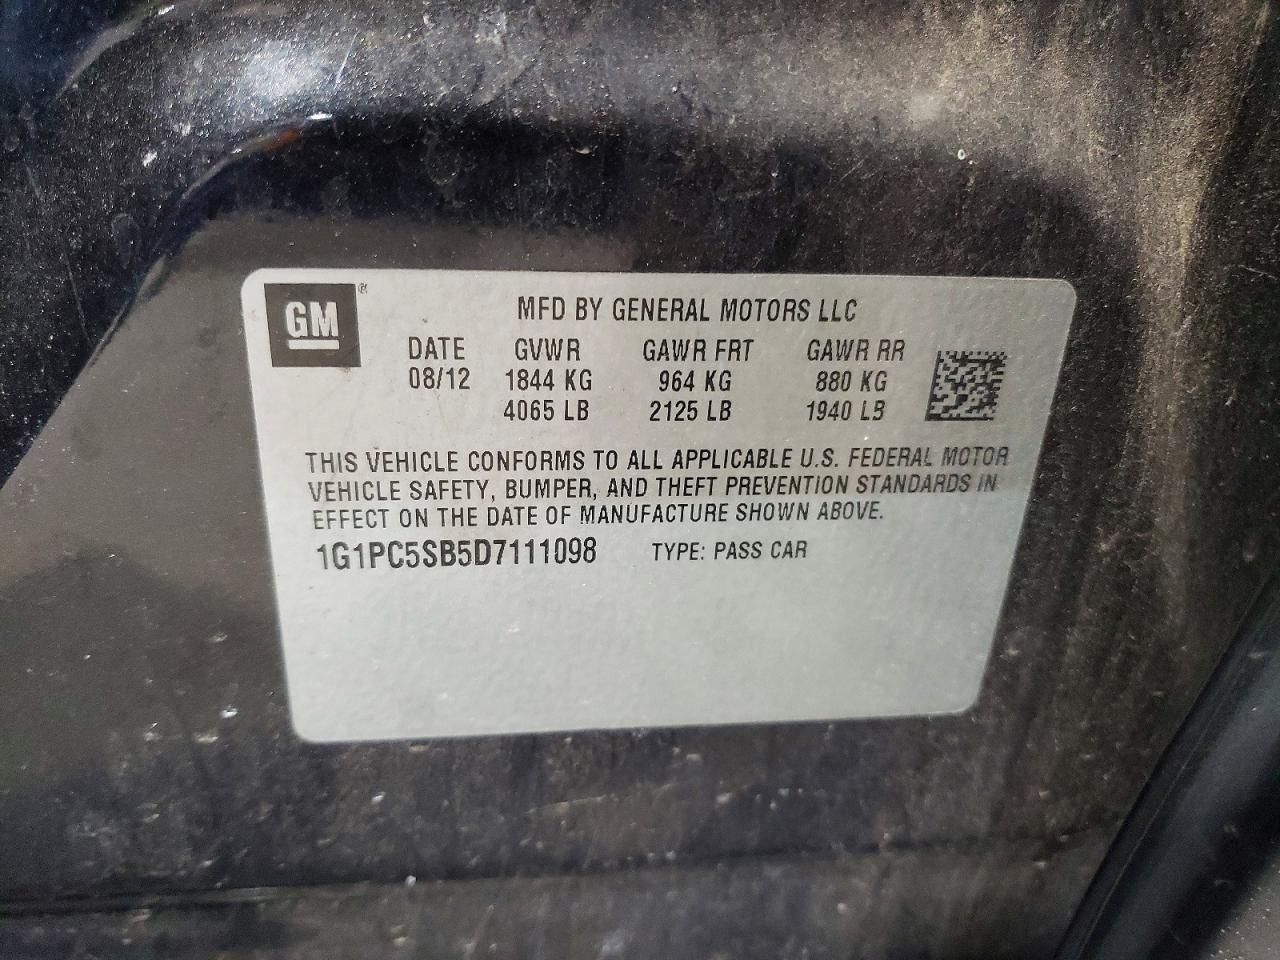 GM®
MFD BY GENERAL MOTORS LLC
DATE GVWR GAWR FRT GAWR RR
08/12 1844 KG 964 KG 880 KG
4065 LB 2125 LB 1940 LB
THIS VEHICLE CONFORMS TO ALL APPLICABLE U.S. FEDERAL MOTOR
VEHICLE SAFETY, BUMPER, AND THEFT PREVENTION STANDARDS IN
EFFECT ON THE DATE OF MANUFACTURE SHOWN ABOVE.
1G1PC5SB5D7111098 TYPE: PASS CAR